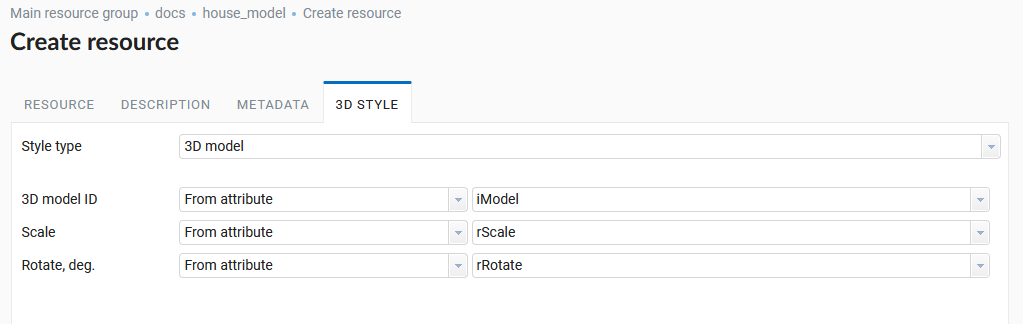 Main resource group • docs • house_model • Create resource
Create resource
RESOURCE DESCRIPTION METADATA 3D STYLE
Style type 3D model
3D model ID From attribute iModel
Scale From attribute rScale
Rotate, deg. From attribute rRotate